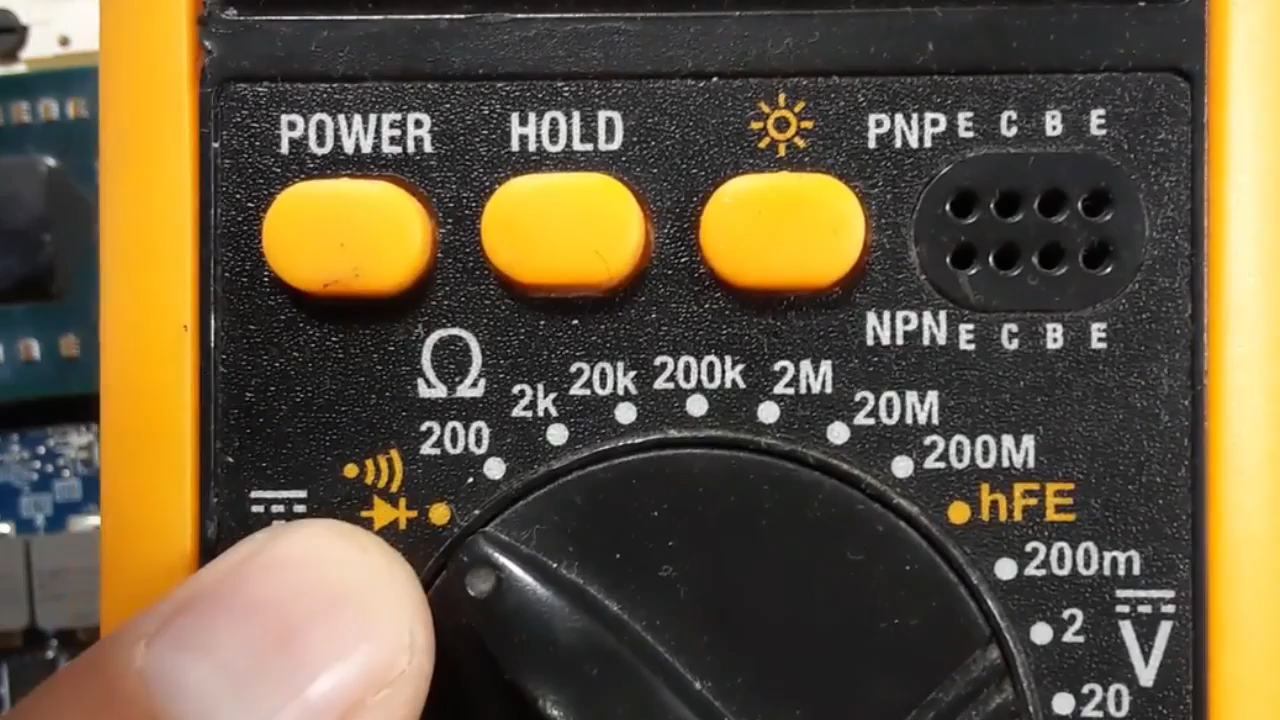 POWER HOLD PNP E C B E
NPN E C B E
Ω
200 2k 20k 200k 2M 20M 200M
hFE
200m
2
V
20